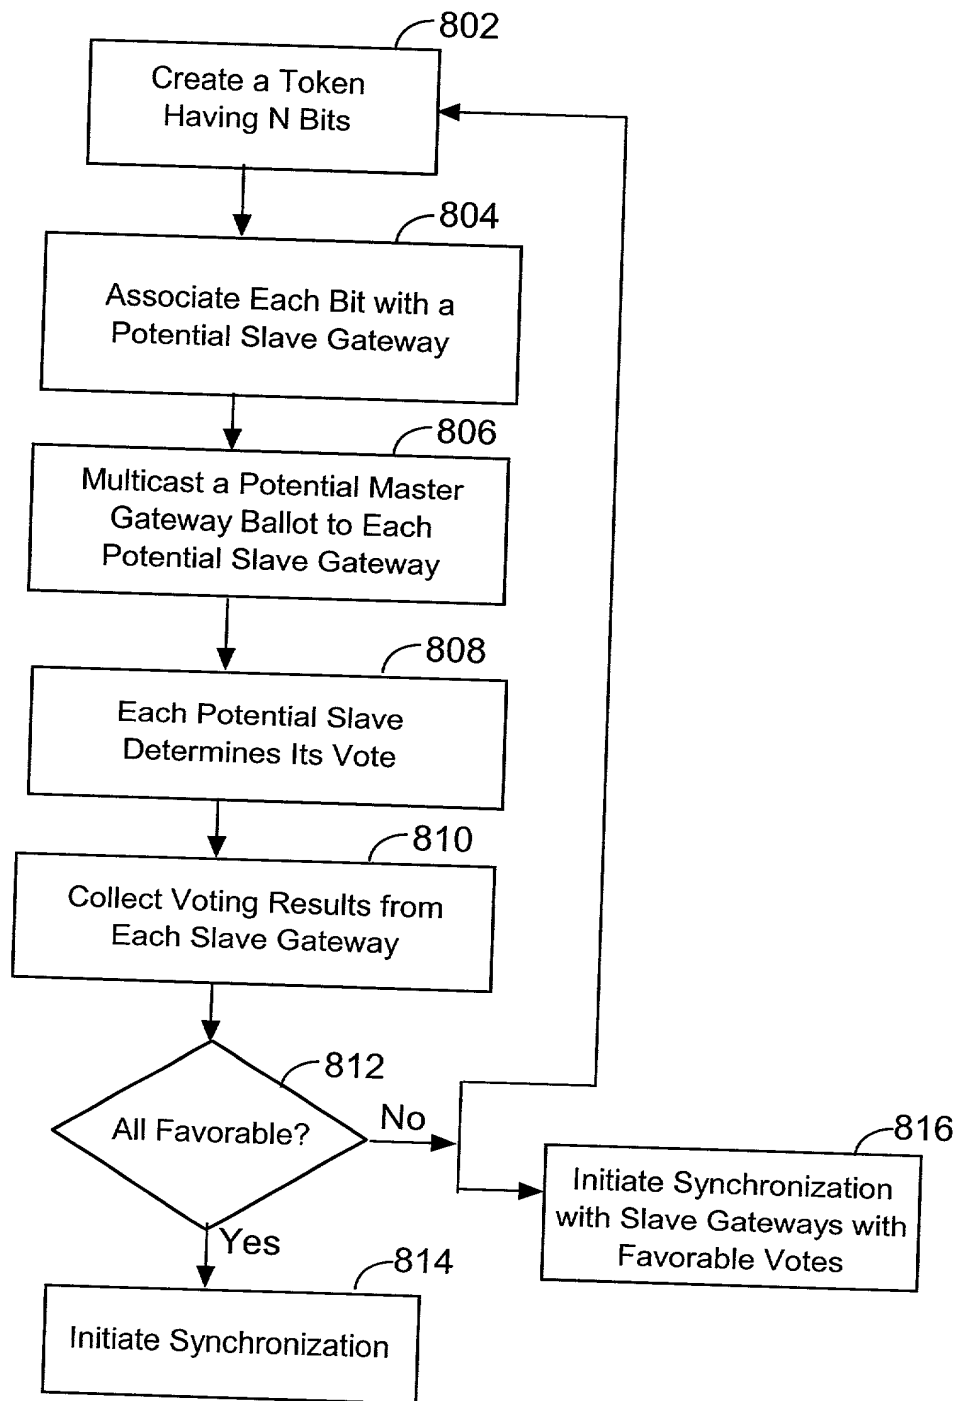 802
Create a Token
Having N Bits
804
Associate Each Bit with a
Potential Slave Gateway
806
Multicast a Potential Master
Gateway Ballot to Each
Potential Slave Gateway
808
Each Potential Slave
Determines Its Vote
810
Collect Voting Results from
Each Slave Gateway
812
All Favorable?
No
816
Initiate Synchronization
with Slave Gateways with
Favorable Votes
Yes
814
Initiate Synchronization